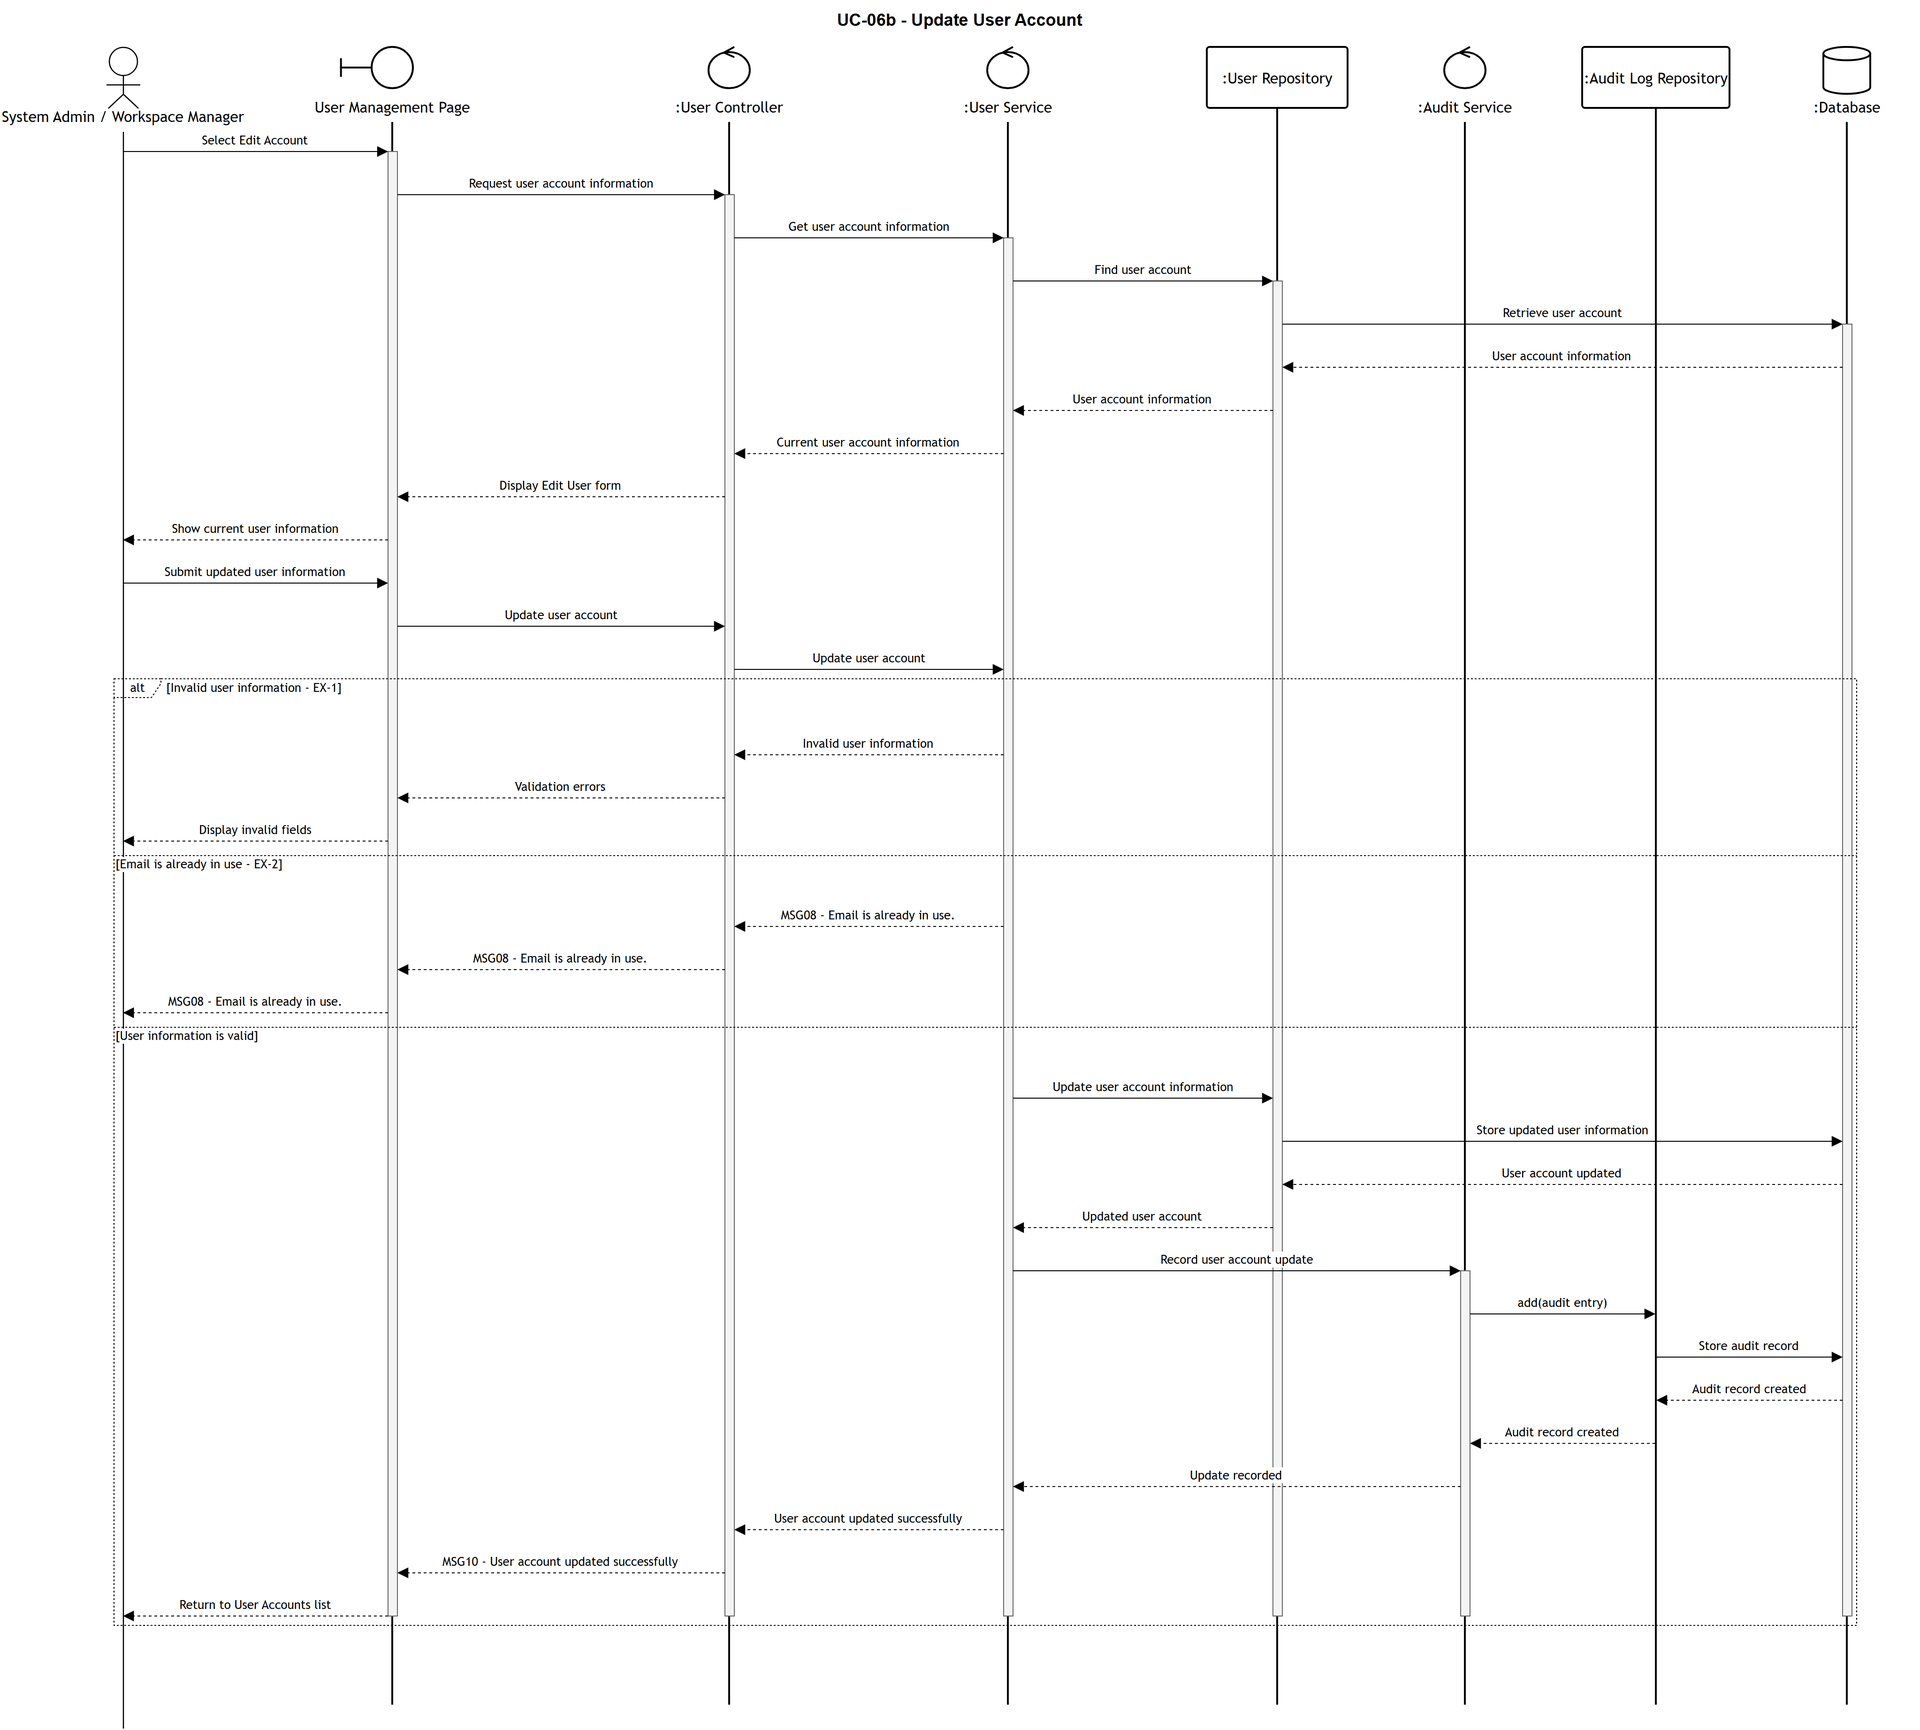 UC-06b - Update User Account
System Admin / Workspace Manager
User Management Page
:User Controller
:User Service
:User Repository
:Audit Service
:Audit Log Repository
:Database
Select Edit Account
Request user account information
Get user account information
Find user account
Retrieve user account
User account information
User account information
Current user account information
Display Edit User form
Show current user information
Submit updated user information
Update user account
Update user account
alt
[Invalid user information - EX-1]
Invalid user information
Validation errors
Display invalid fields
[Email is already in use - EX-2]
MSG08 - Email is already in use.
MSG08 - Email is already in use.
MSG08 - Email is already in use.
[User information is valid]
Update user account information
Store updated user information
User account updated
Updated user account
Record user account update
add(audit entry)
Store audit record
Audit record created
Audit record created
Update recorded
User account updated successfully
MSG10 - User account updated successfully
Return to User Accounts list